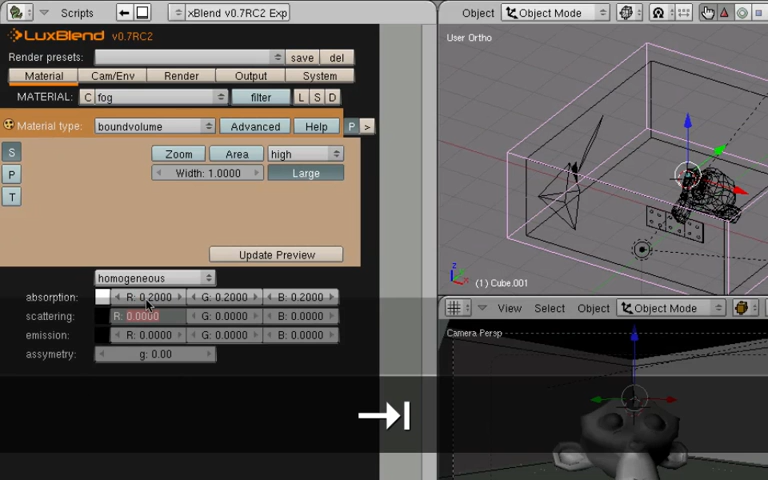 Scripts
xBlend v0.7RC2 Exp
LuxBlend v0.7RC2
Render presets:
save
del
Material
Cam/Env
Render
Output
System
MATERIAL:
C
fog
filter
L
S
D
Material type:
boundvolume
Advanced
Help
P
>
S
P
T
Zoom
Area
high
Width: 1.0000
Large
Update Preview
homogeneous
absorption:
R: 0.2000
G: 0.2000
B: 0.2000
scattering:
R: 0.0000
G: 0.0000
B: 0.0000
emission:
R: 0.0000
G: 0.0000
B: 0.0000
assymetry:
g: 0.00
Object
Object Mode
User Ortho
z
(1) Cube.001
View
Select
Object
Object Mode
Camera Persp